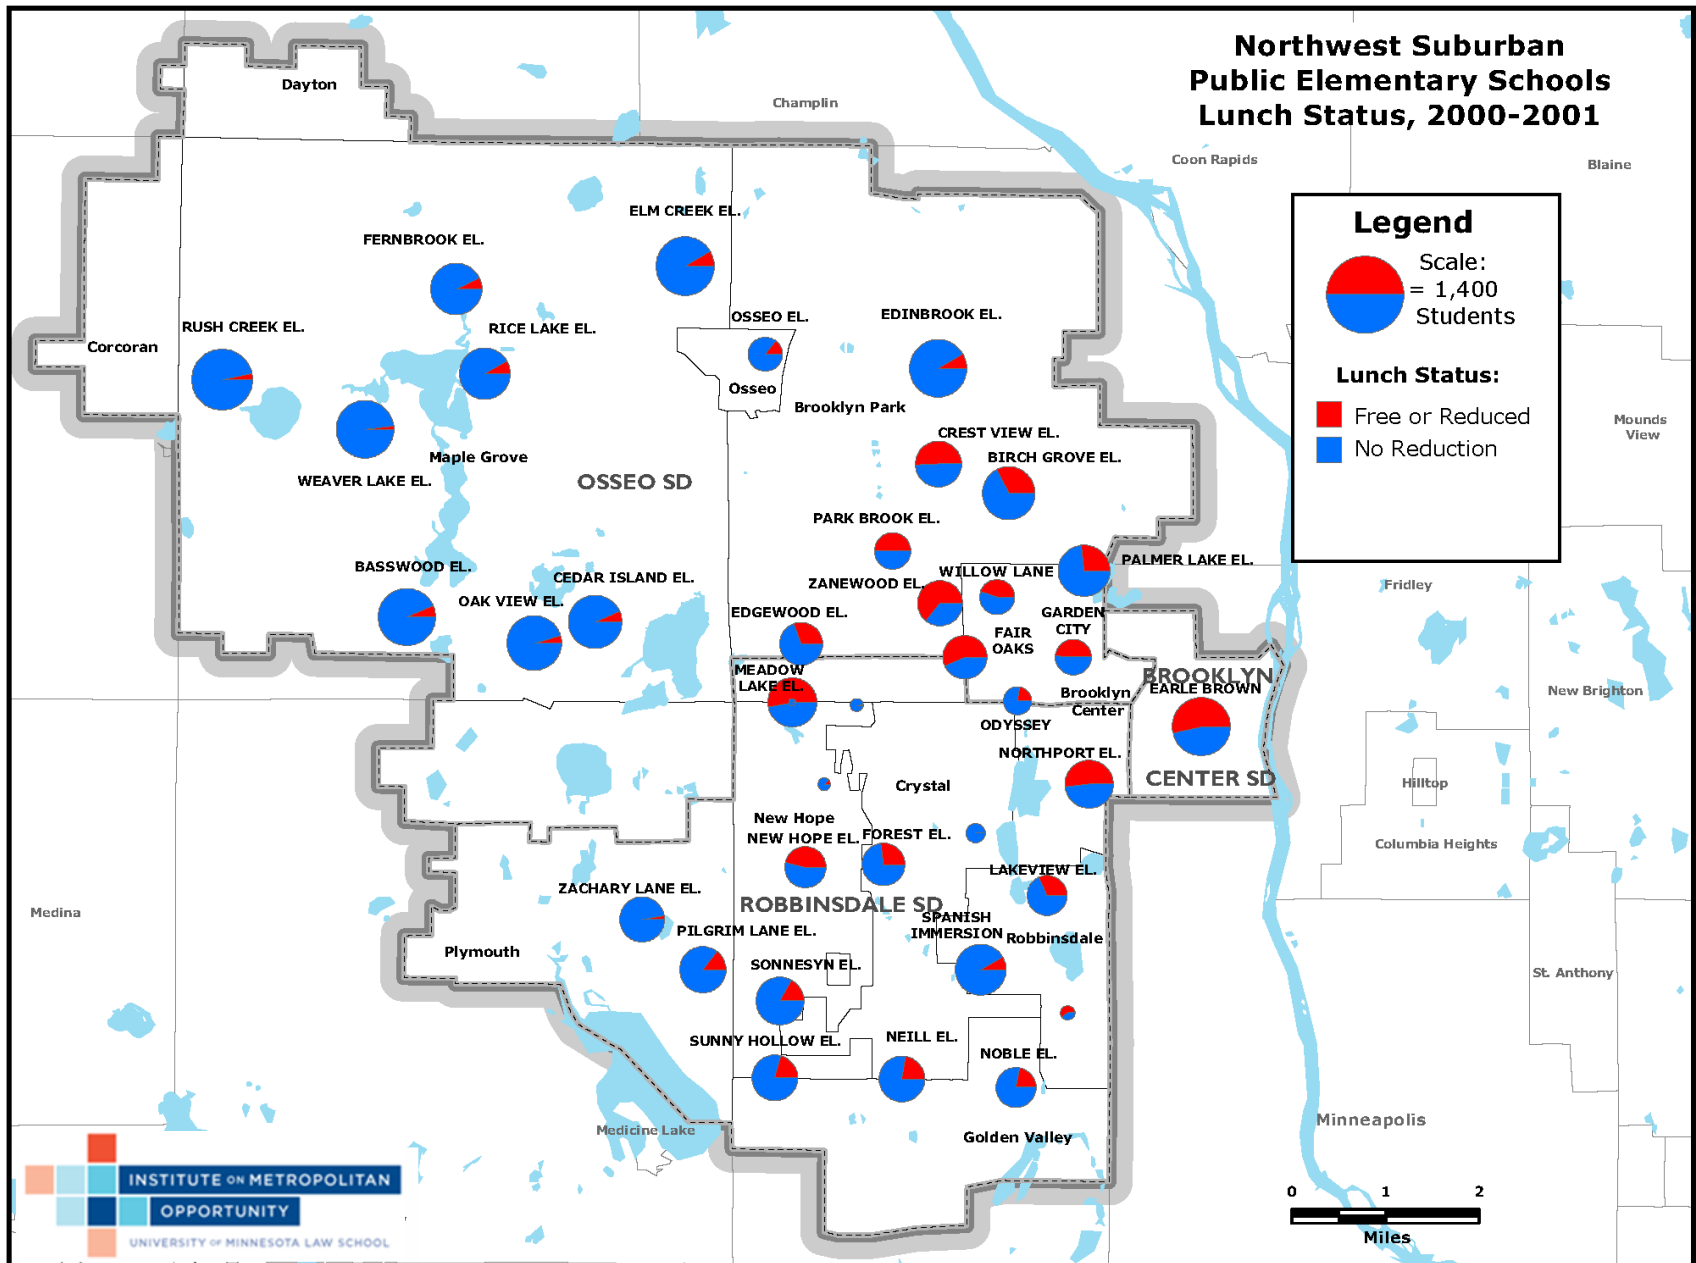 Northwest Suburban
Public Elementary Schools
Lunch Status, 2000-2001
Dayton
Champlin
Coon Rapids
Blaine
Legend
Scale:
= 1,400
Students
Lunch Status:
Free or Reduced
No Reduction
ELM CREEK EL.
FERNBROOK EL.
RUSH CREEK EL.
RICE LAKE EL.
OSSEO EL.
EDINBROOK EL.
Corcoran
Osseo
Brooklyn Park
Mounds
View
CREST VIEW EL.
BIRCH GROVE EL.
Maple Grove
WEAVER LAKE EL.
OSSEO SD
PARK BROOK EL.
PALMER LAKE EL.
BASSWOOD EL.
CEDAR ISLAND EL.
ZANEWOOD EL.
WILLOW LANE
Fridley
OAK VIEW EL.
EDGEWOOD EL.
GARDEN
CITY
FAIR
OAKS
MEADOW
LAKE EL.
BROOKLYN
EARLE BROWN
New Brighton
Brooklyn
Center
ODYSSEY
NORTHPORT EL.
CENTER SD
Crystal
Hilltop
New Hope
NEW HOPE EL.
FOREST EL.
Columbia Heights
LAKEVIEW EL.
ZACHARY LANE EL.
ROBBINSDALE SD
Medina
SPANISH
IMMERSION
PILGRIM LANE EL.
Robbinsdale
Plymouth
SONNESYN EL.
St. Anthony
SUNNY HOLLOW EL.
NEILL EL.
NOBLE EL.
Medicine Lake
Golden Valley
Minneapolis
INSTITUTE ON METROPOLITAN
OPPORTUNITY
UNIVERSITY OF MINNESOTA LAW SCHOOL
0 1 2
Miles